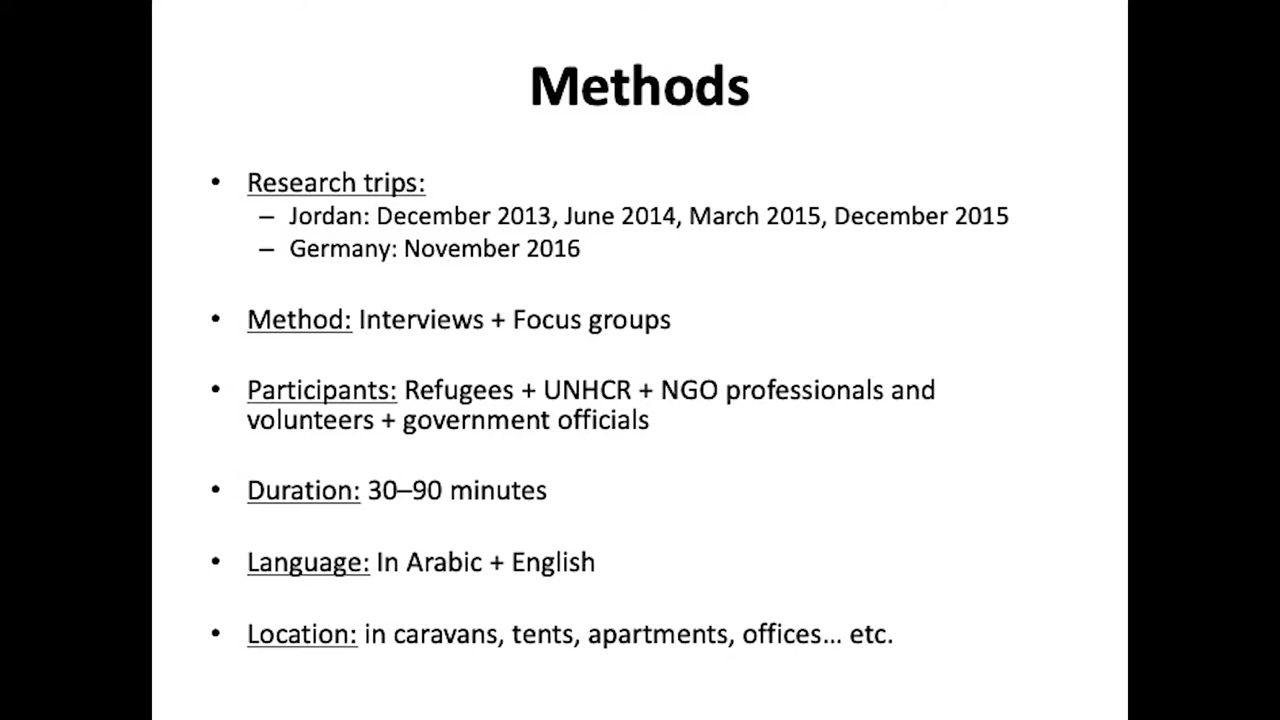 Methods
• Research trips:
– Jordan: December 2013, June 2014, March 2015, December 2015
– Germany: November 2016
• Method: Interviews + Focus groups
• Participants: Refugees + UNHCR + NGO professionals and
volunteers + government officials
• Duration: 30–90 minutes
• Language: In Arabic + English
• Location: in caravans, tents, apartments, offices... etc.